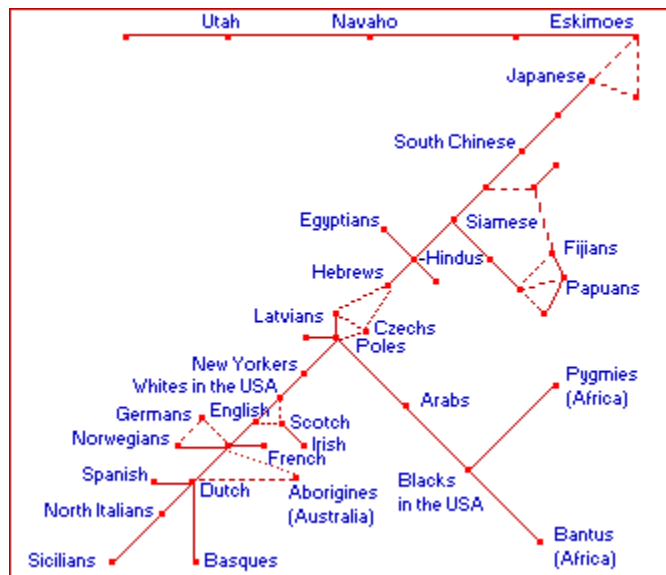 Utah
Navaho
Eskimoes
Japanese
South Chinese
Egyptians
Siamese
Hindus
Fijians
Hebrews
Papuans
Latvians
Czechs
Poles
New Yorkers
Whites in the USA
Pygmies
(Africa)
Arabs
Germans
English
Scotch
Norwegians
Irish
French
Spanish
Dutch
Blacks
in the USA
Aborigines
(Australia)
North Italians
Bantus
(Africa)
Sicilians
Basques